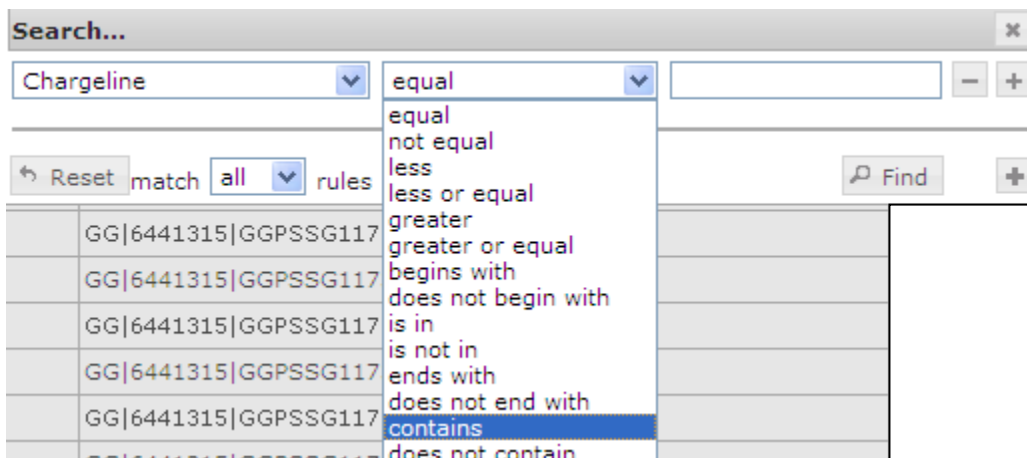 Search...
Chargeline equal
equal
not equal
less
less or equal
greater
greater or equal
begins with
does not begin with
is in
is not in
ends with
does not end with
contains
does not contain
Reset match all rules Find
GG|6441315|GGPSSG117
GG|6441315|GGPSSG117
GG|6441315|GGPSSG117
GG|6441315|GGPSSG117
GG|6441315|GGPSSG117